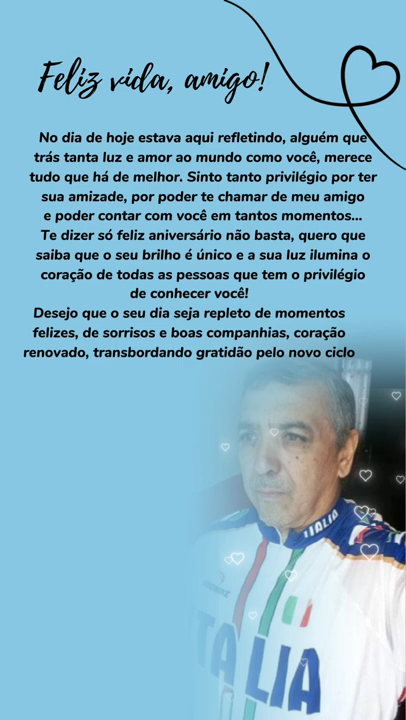 Feliz vida, amigo!
No dia de hoje estava aqui refletindo, alguém que
trás tanta luz e amor ao mundo como você, merece
tudo que há de melhor. Sinto tanto privilégio por ter
sua amizade, por poder te chamar de meu amigo
e poder contar com você em tantos momentos...
Te dizer só feliz aniversário não basta, quero que
saiba que o seu brilho é único e a sua luz ilumina o
coração de todas as pessoas que tem o privilégio
de conhecer você!
Desejo que o seu dia seja repleto de momentos
felizes, de sorrisos e boas companhias, coração
renovado, transbordando gratidão pelo novo ciclo
ITALIA
ITALIA